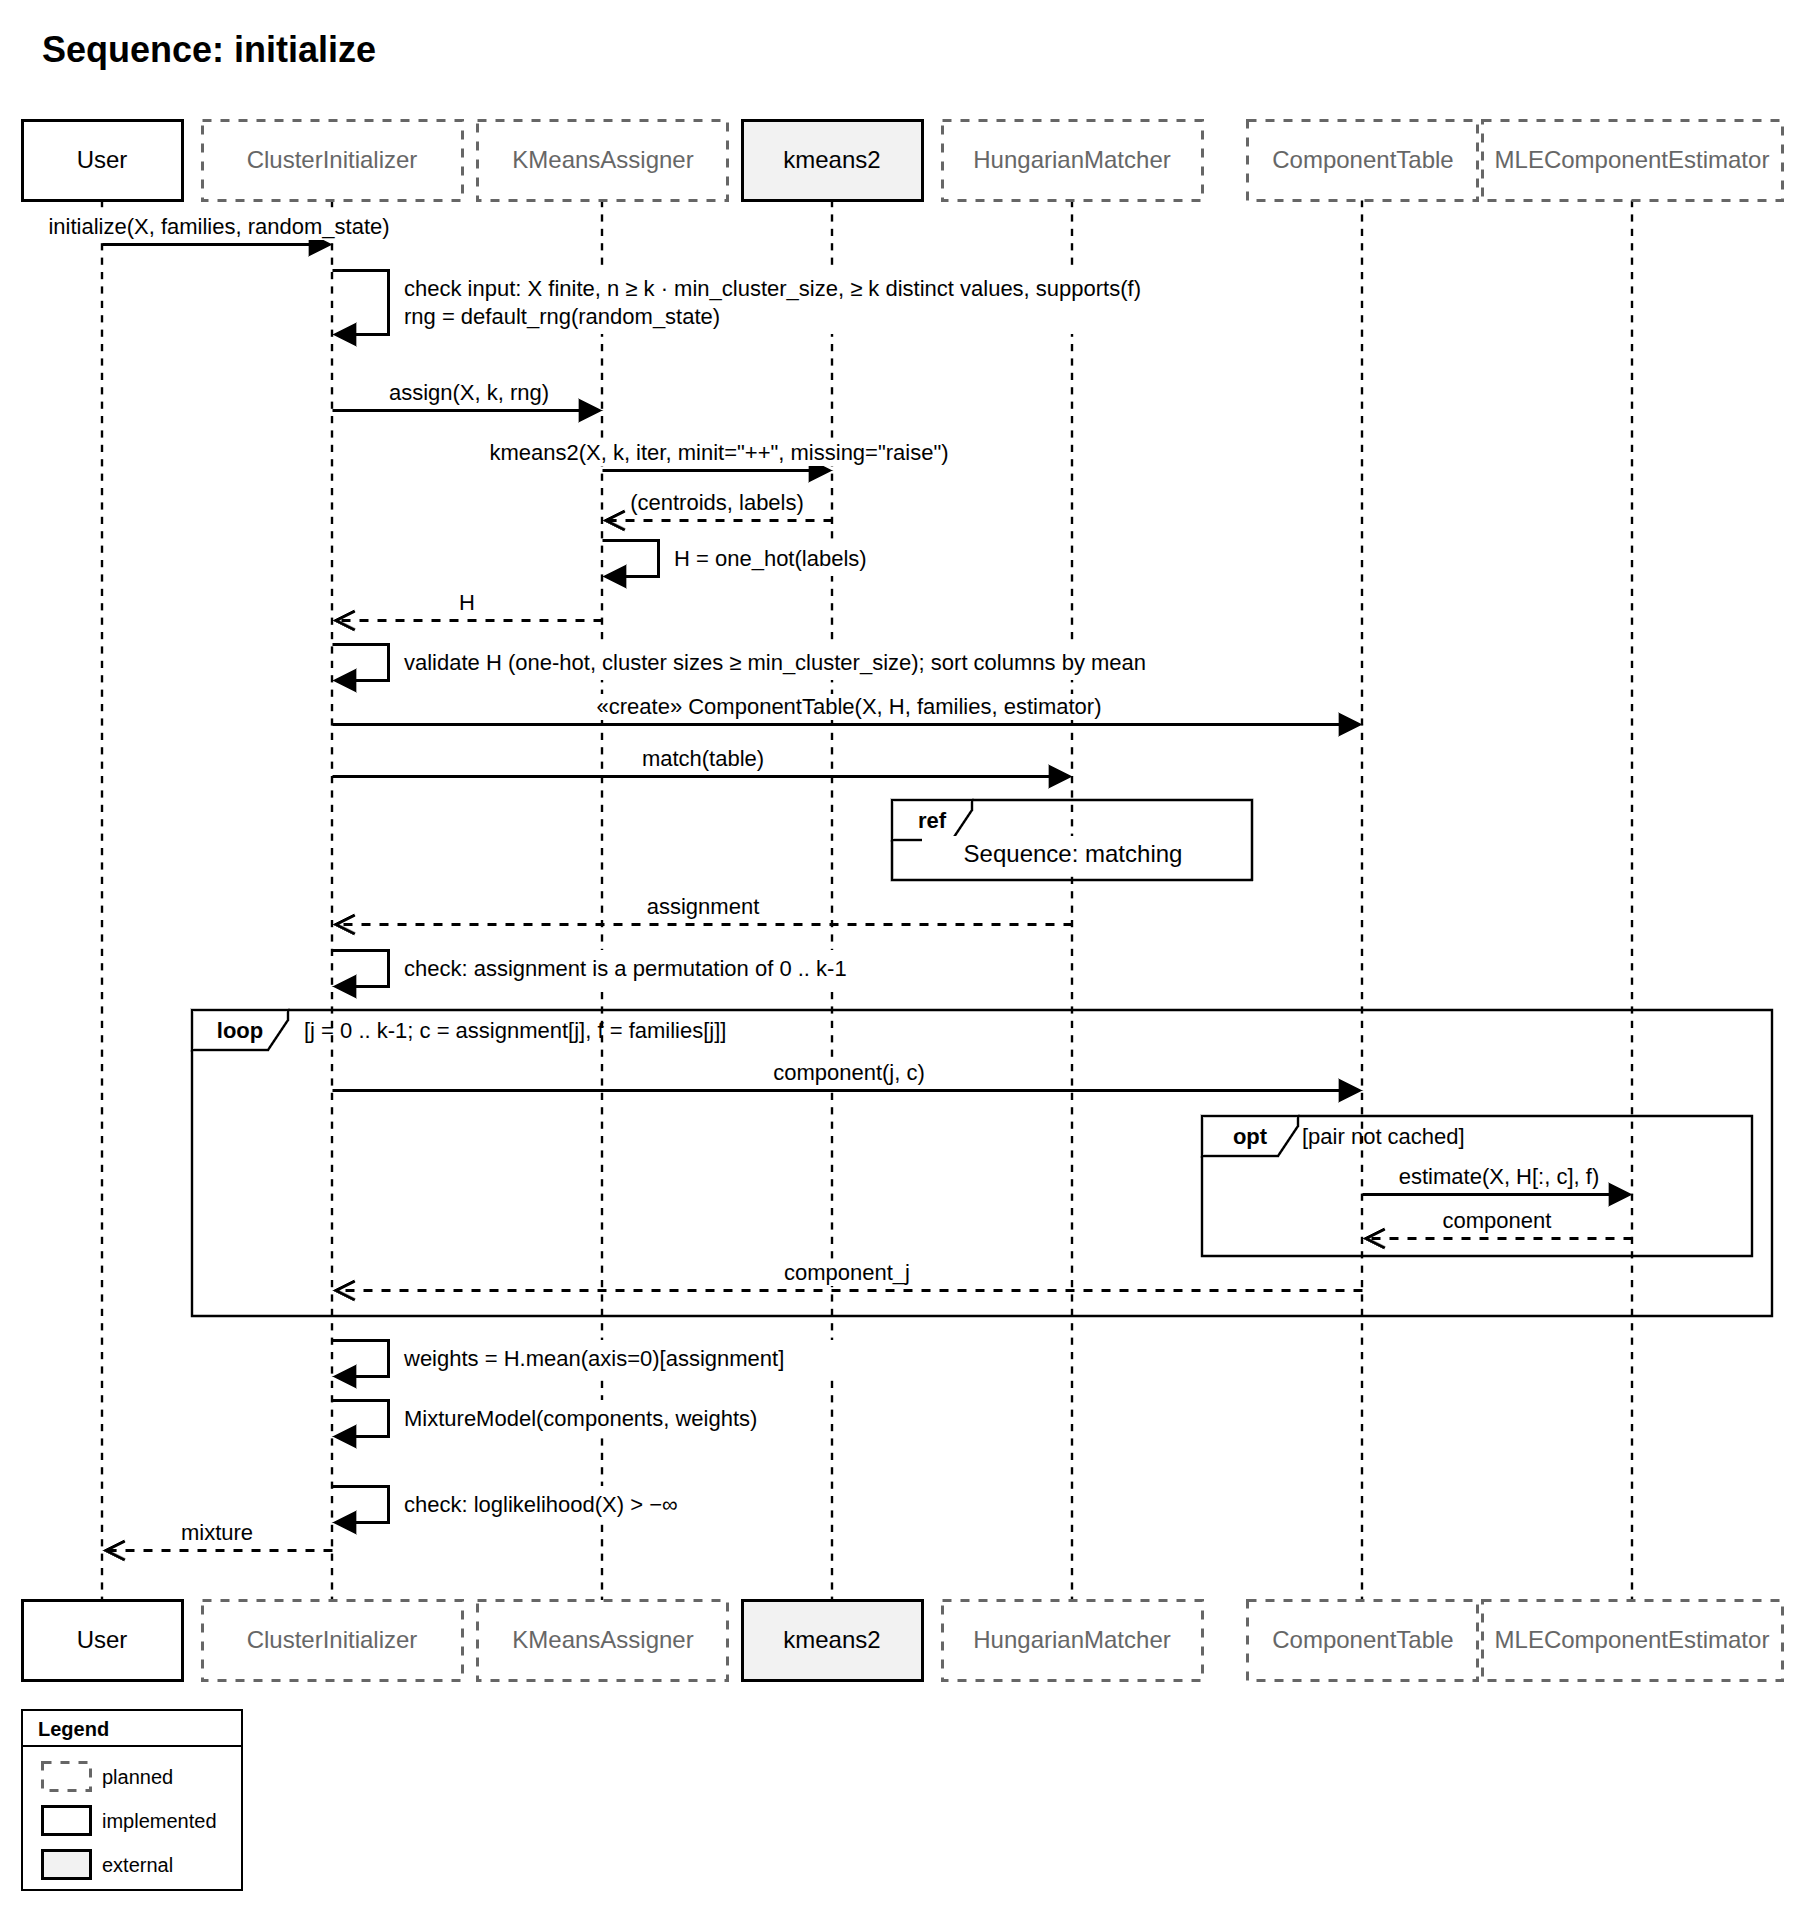 Sequence: initialize
User
ClusterInitializer
KMeansAssigner
kmeans2
HungarianMatcher
ComponentTable
MLEComponentEstimator
initialize(X, families, random_state)
check input: X finite, n ≥ k · min_cluster_size, ≥ k distinct values, supports(f)
rng = default_rng(random_state)
assign(X, k, rng)
kmeans2(X, k, iter, minit="++", missing="raise")
(centroids, labels)
H = one_hot(labels)
H
validate H (one-hot, cluster sizes ≥ min_cluster_size); sort columns by mean
«create» ComponentTable(X, H, families, estimator)
match(table)
ref
Sequence: matching
assignment
check: assignment is a permutation of 0 .. k-1
loop
[j = 0 .. k-1; c = assignment[j], f = families[j]]
component(j, c)
opt
[pair not cached]
estimate(X, H[:, c], f)
component
component_j
weights = H.mean(axis=0)[assignment]
MixtureModel(components, weights)
check: loglikelihood(X) > −∞
mixture
User
ClusterInitializer
KMeansAssigner
kmeans2
HungarianMatcher
ComponentTable
MLEComponentEstimator
Legend
planned
implemented
external